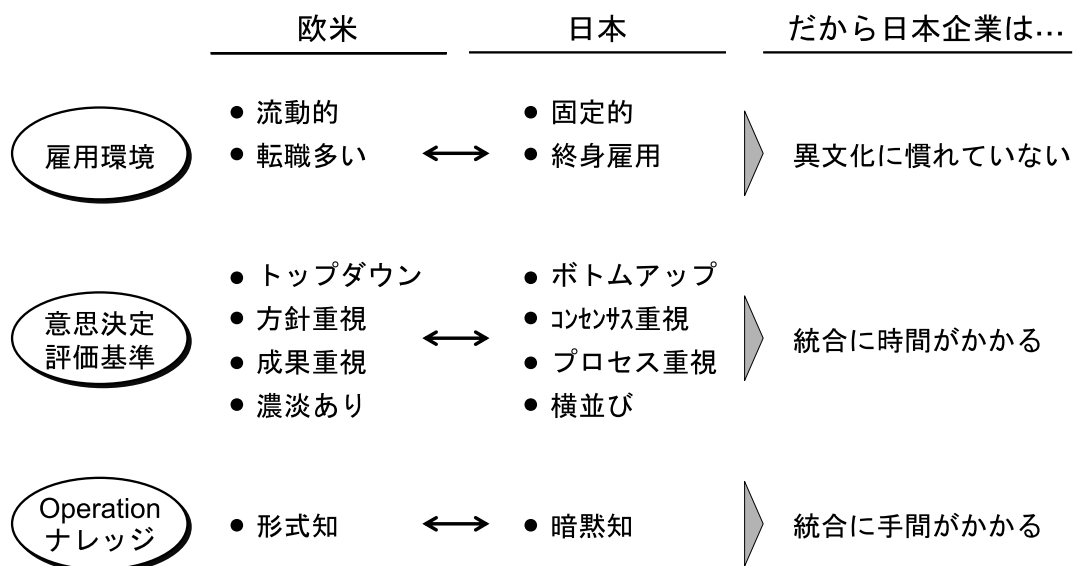 欧米
日本
だから日本企業は…
雇用環境
● 流動的
● 転職多い
● 固定的
● 終身雇用
異文化に慣れていない
意思決定
評価基準
● トップダウン
● 方針重視
● 成果重視
● 濃淡あり
● ボトムアップ
● コンセンサス重視
● プロセス重視
● 横並び
統合に時間がかかる
Operation
ナレッジ
● 形式知
● 暗黙知
統合に手間がかかる